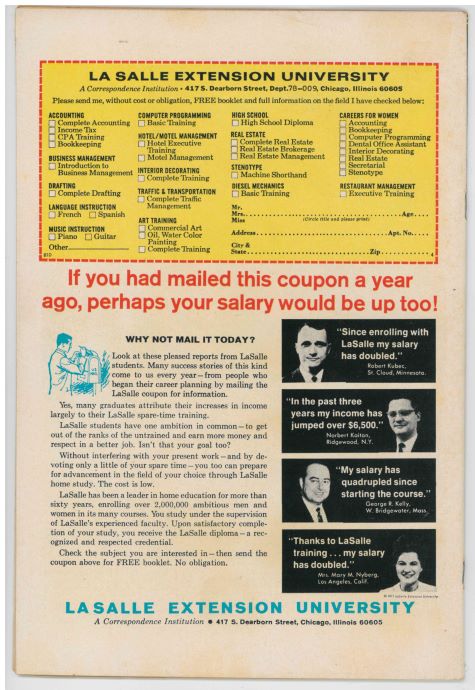 LA SALLE EXTENSION UNIVERSITY
A Correspondence Institution • 417 S. Dearborn Street, Dept.78-009, Chicago, Illinois 60605
Please send me, without cost or obligation, FREE booklet and full information on the field I have checked below:
ACCOUNTING
Complete Accounting
Income Tax
CPA Training
Bookkeeping
BUSINESS MANAGEMENT
Introduction to
Business Management
DRAFTING
Complete Drafting
LANGUAGE INSTRUCTION
French Spanish
MUSIC INSTRUCTION
Piano Guitar
Other
810
COMPUTER PROGRAMMING
Basic Training
HOTEL/MOTEL MANAGEMENT
Hotel Executive
Training
Motel Management
INTERIOR DECORATING
Complete Training
TRAFFIC & TRANSPORTATION
Complete Traffic
Management
ART TRAINING
Commercial Art
Oil, Water Color
Painting
Complete Training
HIGH SCHOOL
High School Diploma
REAL ESTATE
Complete Real Estate
Real Estate Brokerage
Real Estate Management
STENOTYPE
Machine Shorthand
DIESEL MECHANICS
Basic Training
CAREERS FOR WOMEN
Accounting
Bookkeeping
Computer Programming
Dental Office Assistant
Interior Decorating
Real Estate
Secretarial
Stenotype
RESTAURANT MANAGEMENT
Executive Training
Mr.
Mrs. Age
Miss (Circle title and please print)
Address Apt. No.
City &
State Zip
4
If you had mailed this coupon a year
ago, perhaps your salary would be up too!
WHY NOT MAIL IT TODAY?
Look at these pleased reports from LaSalle
students. Many success stories of this kind
come to us every year—from people who
began their career planning by mailing the
LaSalle coupon for information.
Yes, many graduates attribute their increases in income
largely to their LaSalle spare-time training.
LaSalle students have one ambition in common—to get
out of the ranks of the untrained and earn more money and
respect in a better job. Isn't that your goal too?
Without interfering with your present work—and by de-
voting only a little of your spare time—you too can prepare
for advancement in the field of your choice through LaSalle
home study. The cost is low.
LaSalle has been a leader in home education for more than
sixty years, enrolling over 2,000,000 ambitious men and
women in its many courses. You study under the supervision
of LaSalle's experienced faculty. Upon satisfactory comple-
tion of your study, you receive the LaSalle diploma—a rec-
ognized and respected credential.
Check the subject you are interested in—then send the
coupon above for FREE booklet. No obligation.
"Since enrolling with
LaSalle my salary
has doubled."
Robert Kubec,
St. Cloud, Minnesota.
"In the past three
years my income has
jumped over $6,500."
Norbert Kaiton,
Ridgewood, N.Y.
"My salary has
quadrupled since
starting the course."
George R. Kelly,
W. Bridgewater, Mass.
"Thanks to LaSalle
training . . . my salary
has doubled."
Mrs. Mary M. Nyberg,
Los Angeles, Calif.
LaSalle Extension University
LA SALLE EXTENSION UNIVERSITY
A Correspondence Institution • 417 S. Dearborn Street, Chicago, Illinois 60605